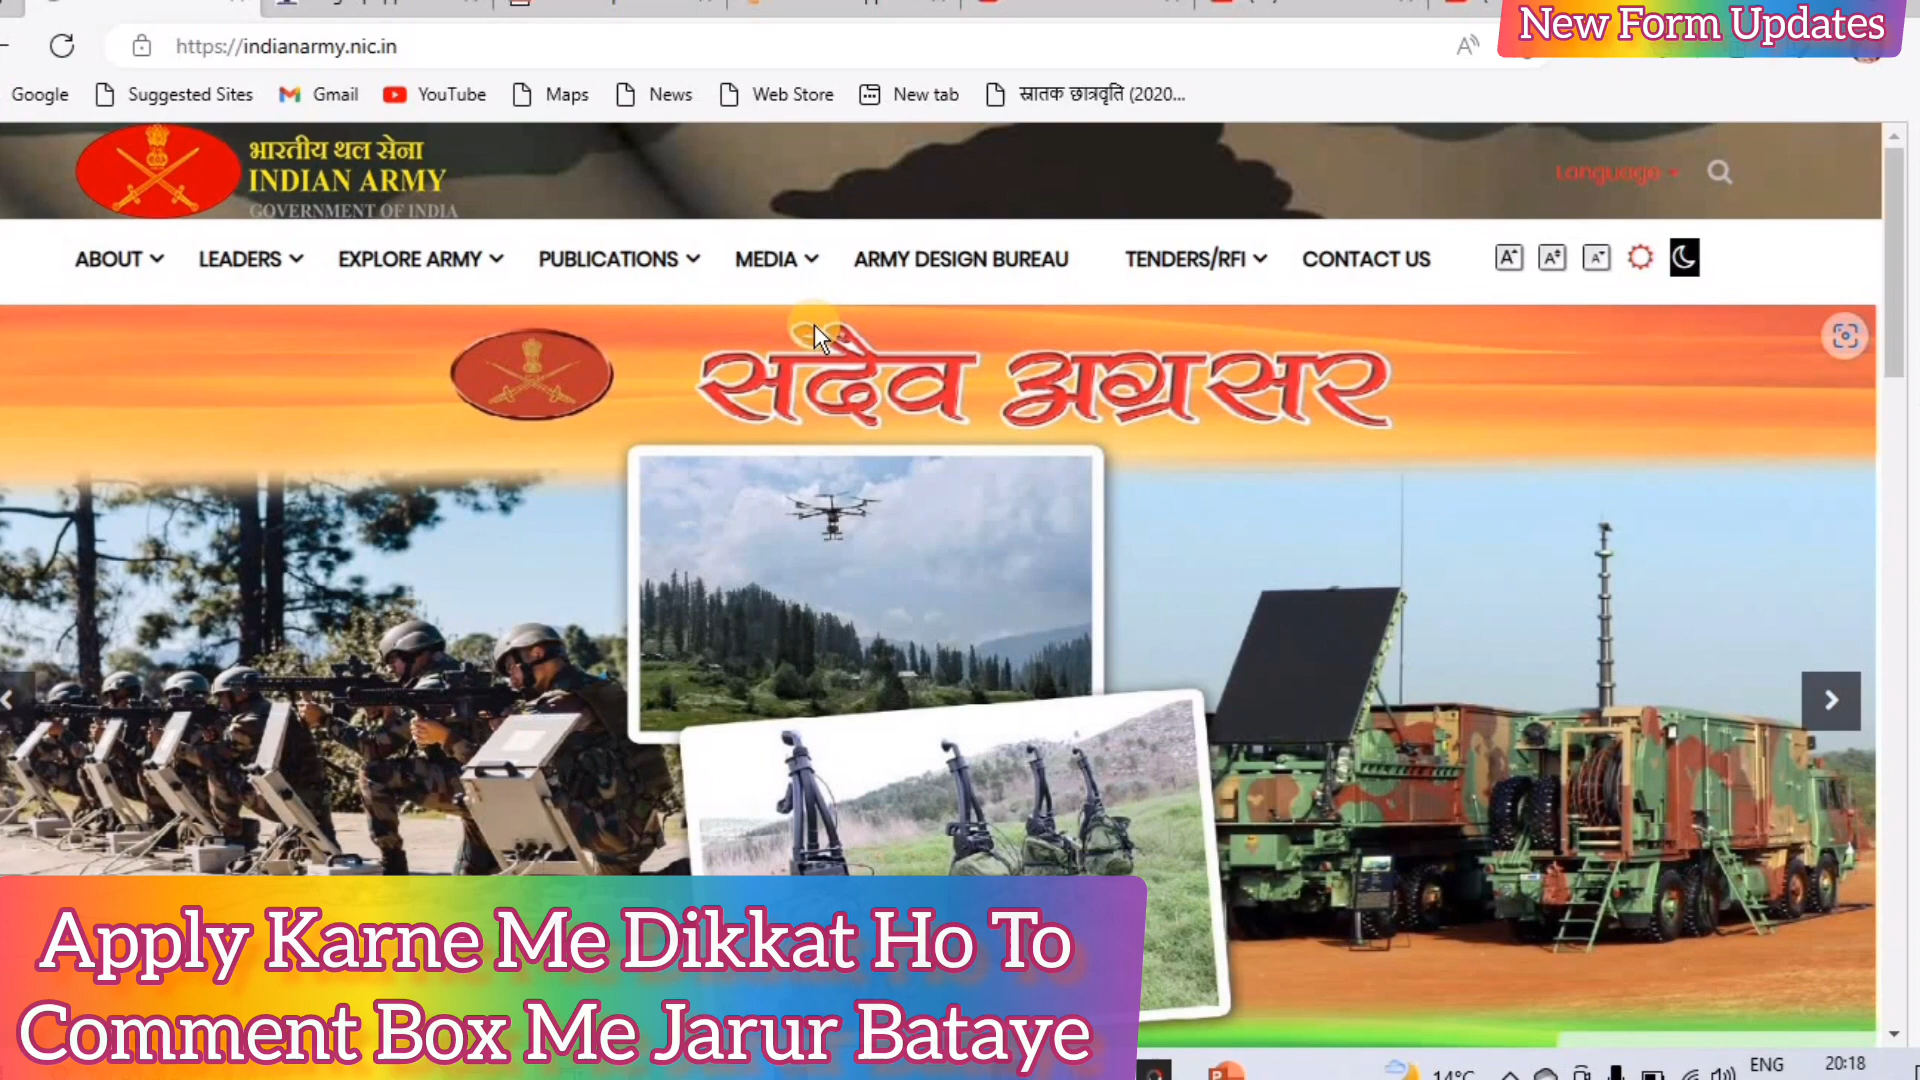 New Form Updates
https://indianarmy.nic.in
Google Suggested Sites Gmail YouTube Maps News Web Store New tab स्नातक छात्रवृति (2020...
भारतीय थल सेना
INDIAN ARMY
GOVERNMENT OF INDIA
Language
ABOUT LEADERS EXPLORE ARMY PUBLICATIONS MEDIA ARMY DESIGN BUREAU TENDERS/RFI CONTACT US A+ A± A-
सदैव अग्रसर
Apply Karne Me Dikkat Ho To
Comment Box Me Jarur Bataye
14°C ENG 20:18